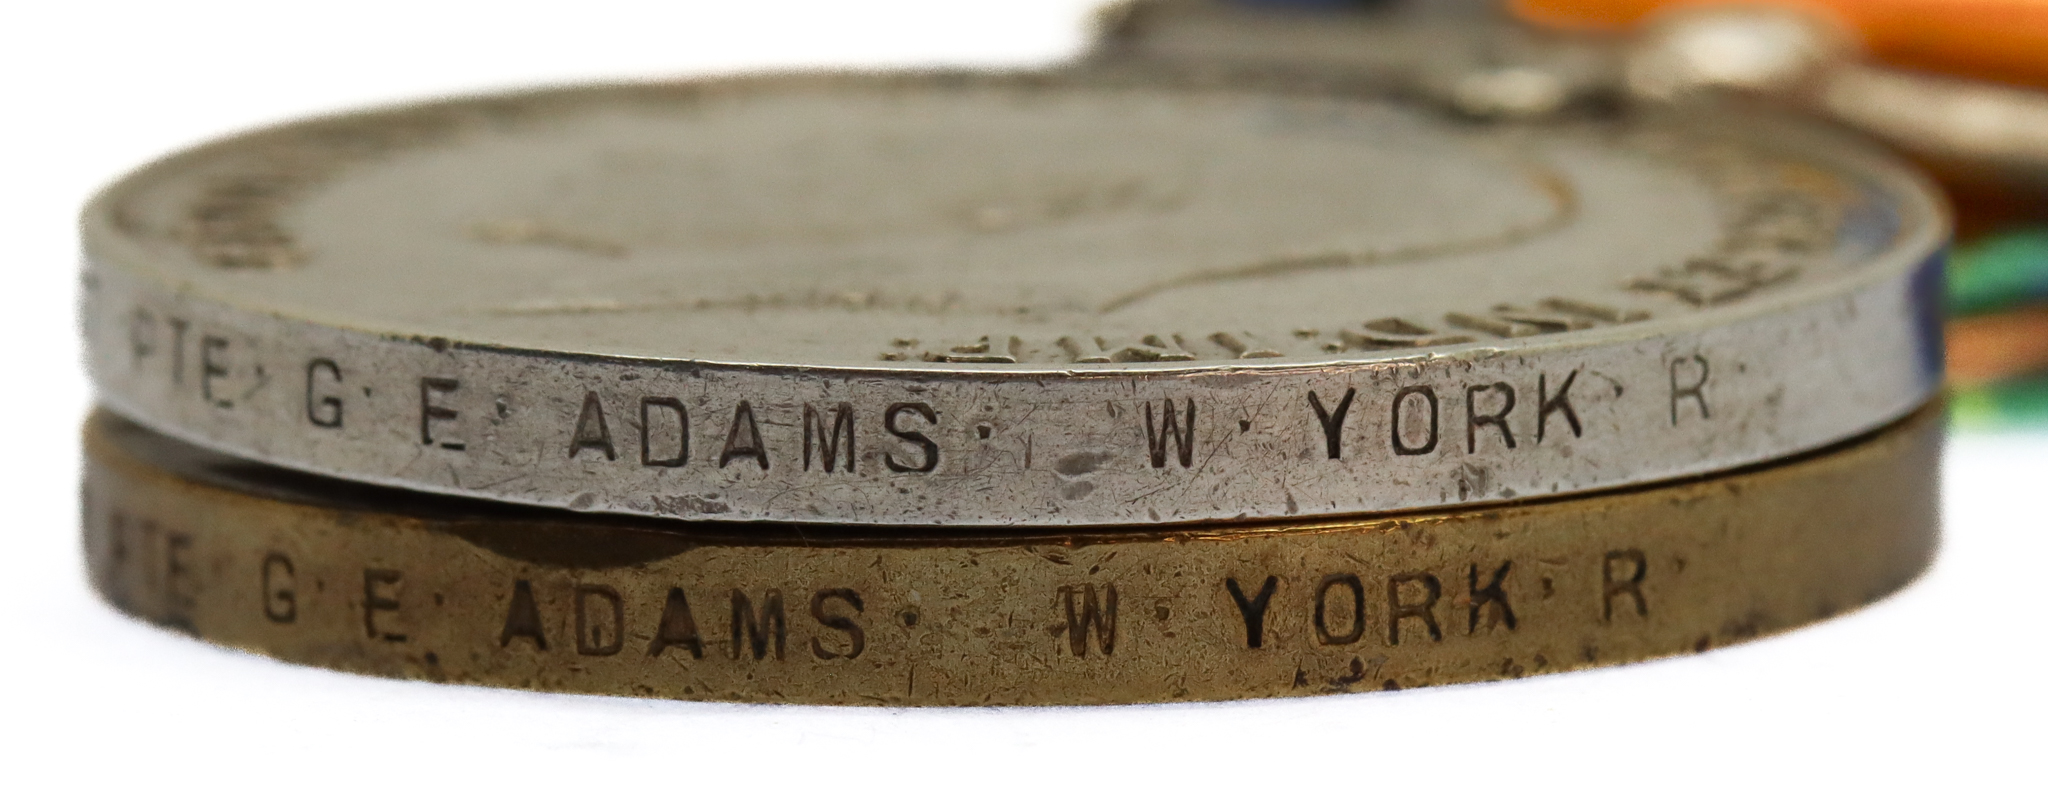 PTE· G· E· ADAMS· W· YORK· R·
PTE G· E· ADAMS· W· YORK· R·